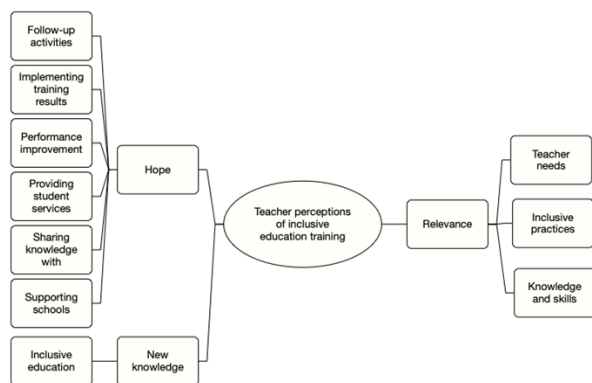 Follow-up
activities
Implementing
training
results
Performance
improvement
Providing
student
services
Sharing
knowledge
with
Supporting
schools
Inclusive
education
Hope
New
knowledge
Teacher perceptions
of inclusive
education training
Relevance
Teacher
needs
Inclusive
practices
Knowledge
and skills